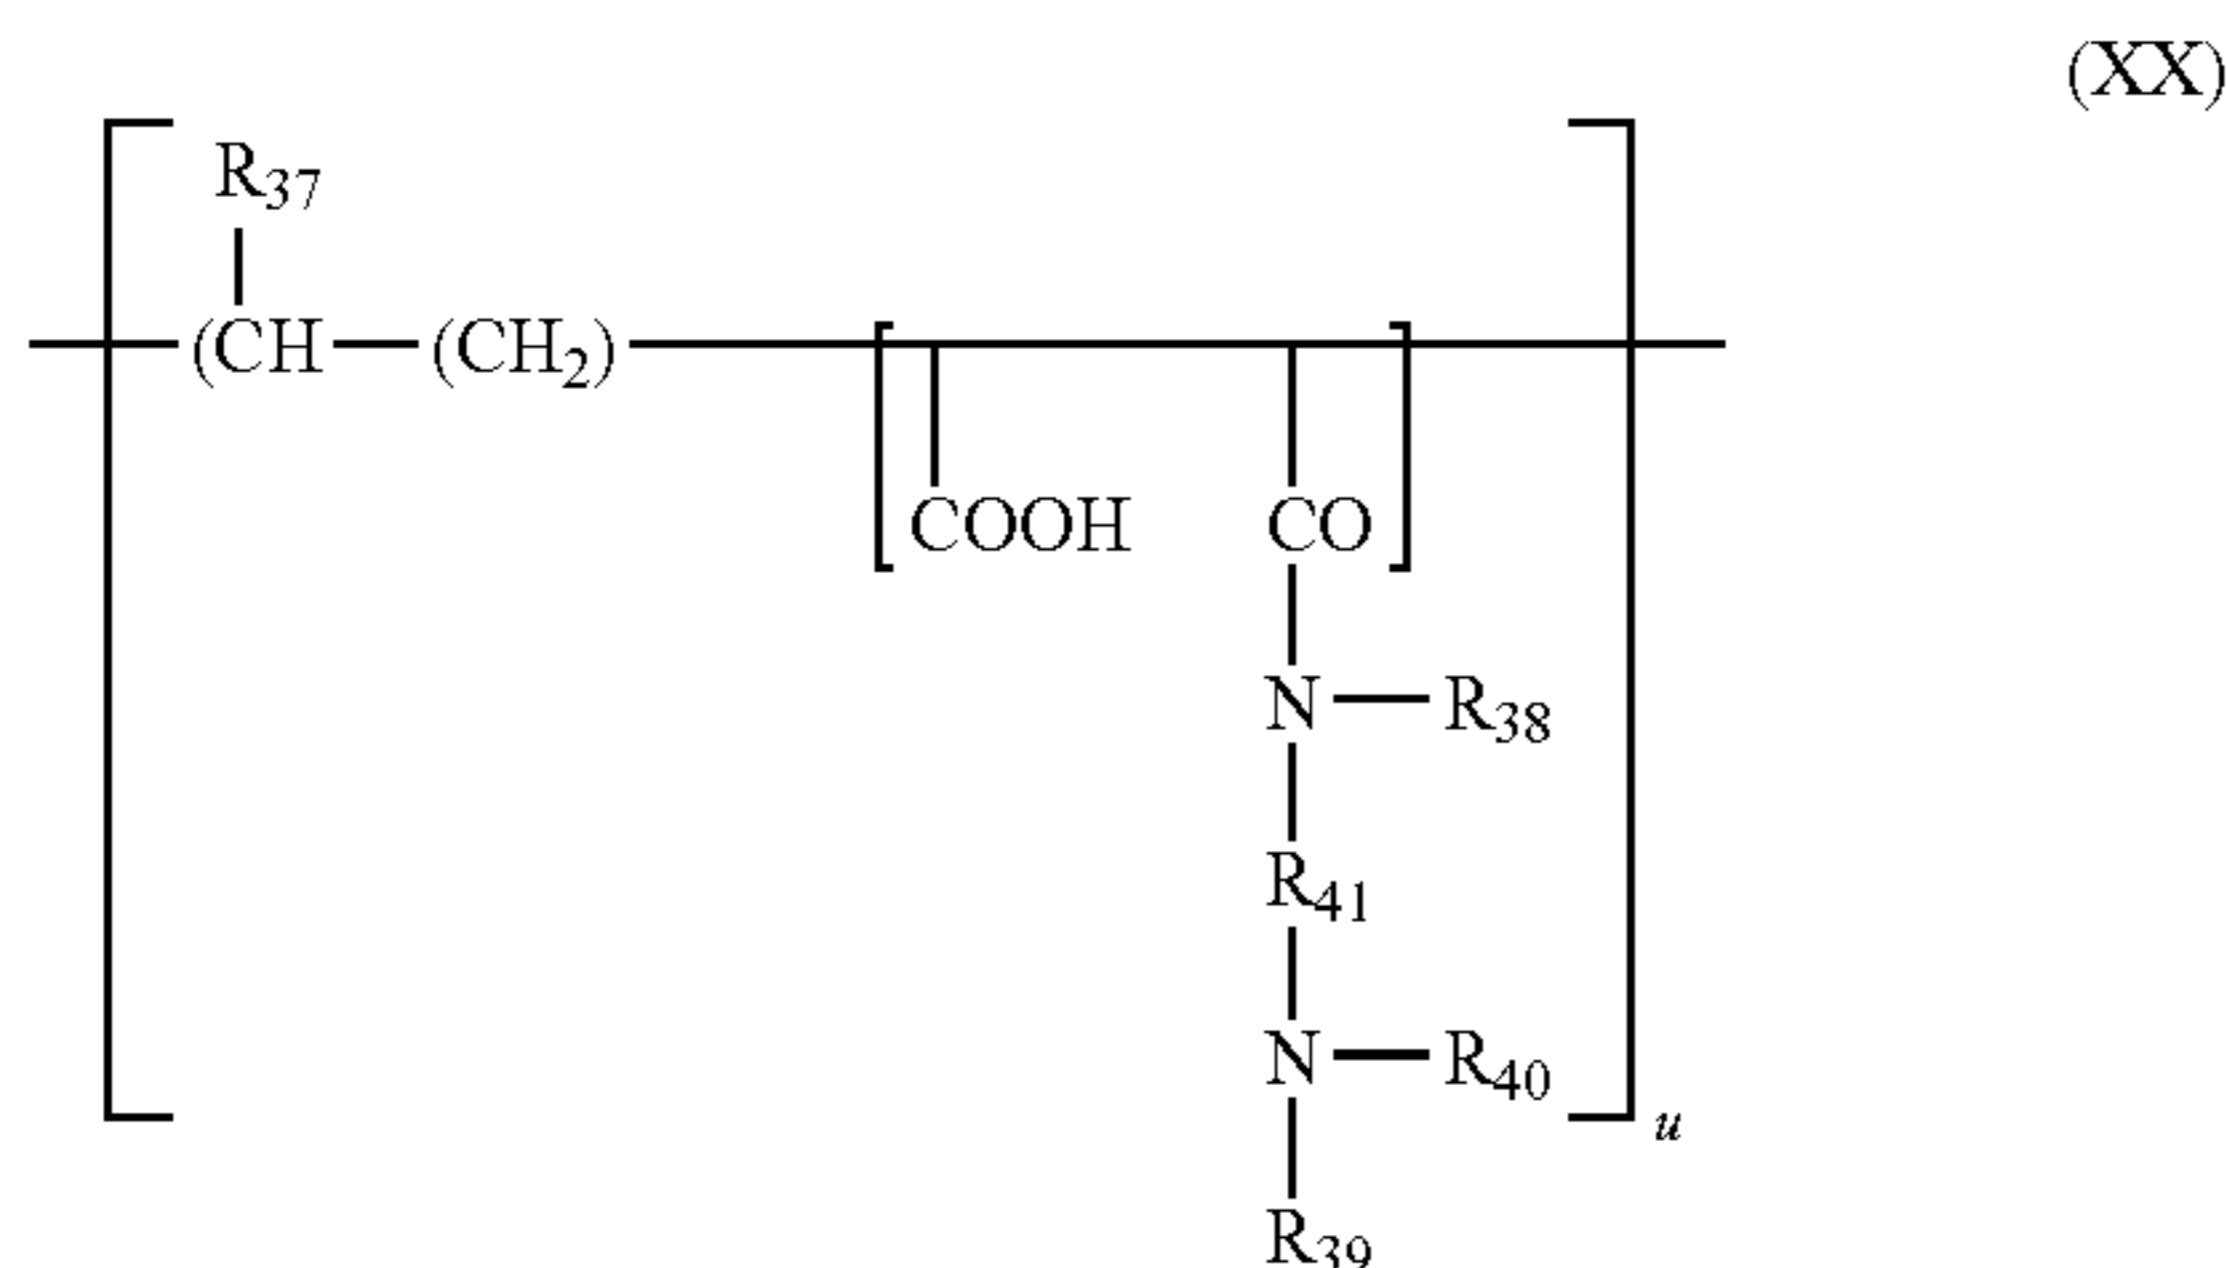 (XX)
R37
(CH—(CH2)
COOH CO
N—R38
R41
N—R40
u
R39